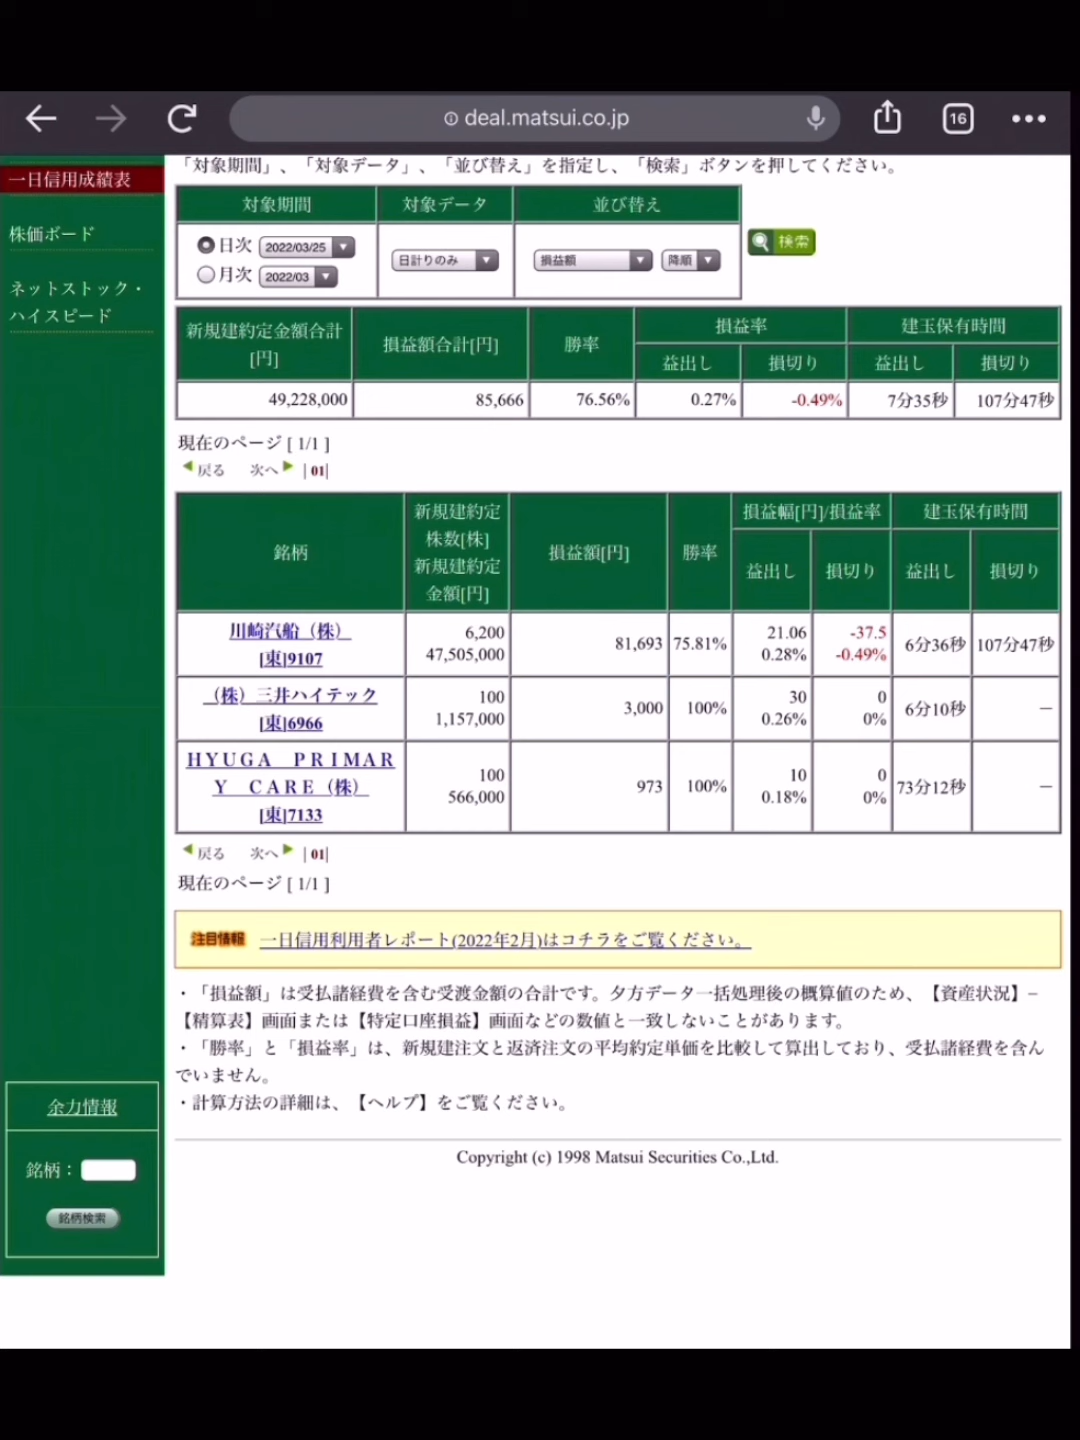 deal.matsui.co.jp
16
一日信用成績表
株価ボード
ネットストック・
ハイスピード
「対象期間」、「対象データ」、「並び替え」を指定し、「検索」ボタンを押してください。
対象期間 対象データ 並び替え
日次 2022/03/25 日計りのみ 損益額 降順 検索
月次 2022/03
新規建約定金額合計[円] 損益額合計[円] 勝率 損益率 建玉保有時間
益出し 損切り 益出し 損切り
49,228,000 85,666 76.56% 0.27% -0.49% 7分35秒 107分47秒
現在のページ [ 1/1 ]
戻る 次へ | 01|
銘柄 新規建約定株数[株] 新規建約定金額[円] 損益額[円] 勝率 損益幅[円]/損益率 建玉保有時間
益出し 損切り 益出し 損切り
川崎汽船（株） 6,200 81,693 75.81% 21.06 -37.5 6分36秒 107分47秒
[東]9107 47,505,000 0.28% -0.49%
（株）三井ハイテック 100 3,000 100% 30 0 6分10秒 －
[東]6966 1,157,000 0.26% 0%
ＨＹＵＧＡ　ＰＲＩＭＡＲ
Ｙ　ＣＡＲＥ（株） 100 973 100% 10 0 73分12秒 －
[東]7133 566,000 0.18% 0%
戻る 次へ | 01|
現在のページ [ 1/1 ]
注目情報 一日信用利用者レポート(2022年2月)はコチラをご覧ください。
・「損益額」は受払諸経費を含む受渡金額の合計です。夕方データ一括処理後の概算値のため、【資産状況】−
【精算表】画面または【特定口座損益】画面などの数値と一致しないことがあります。
・「勝率」と「損益率」は、新規建注文と返済注文の平均約定単価を比較して算出しており、受払諸経費を含ん
でいません。
・計算方法の詳細は、【ヘルプ】をご覧ください。
余力情報
銘柄：
銘柄検索
Copyright (c) 1998 Matsui Securities Co.,Ltd.